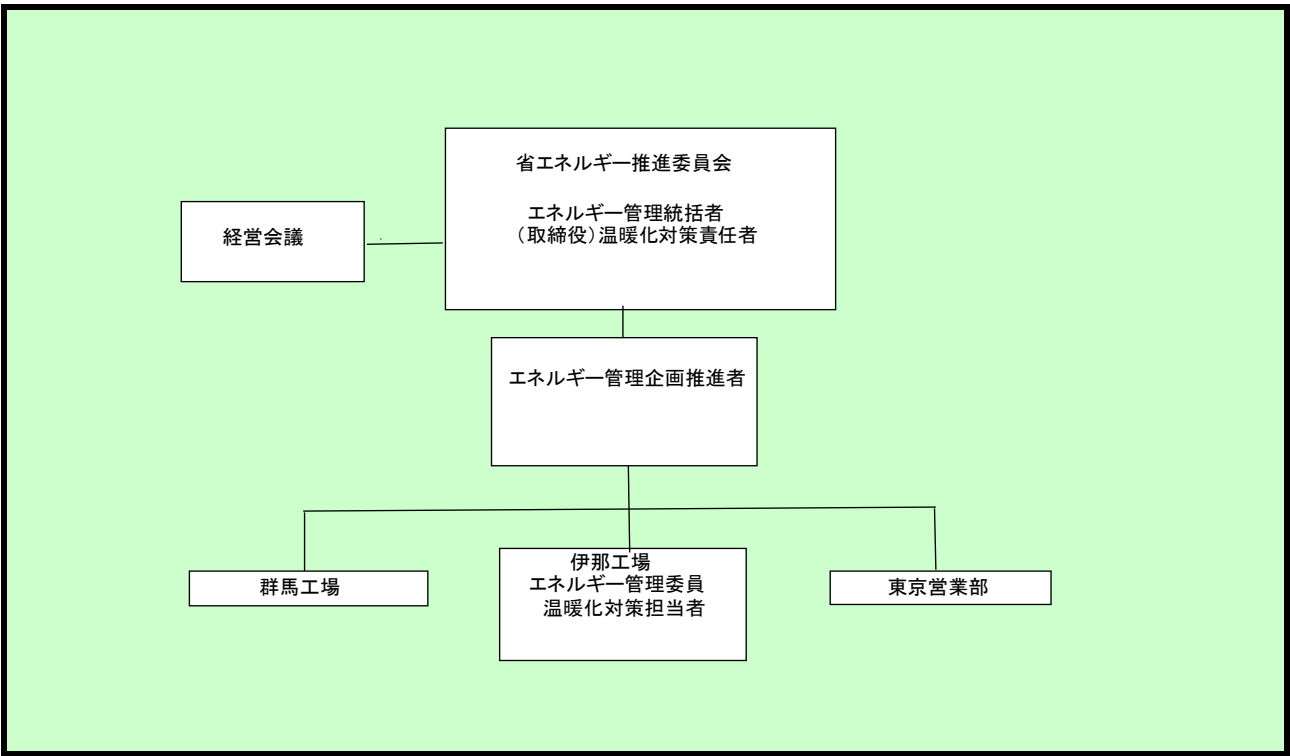 省エネルギー推進委員会
エネルギー管理統括者
（取締役）温暖化対策責任者
経営会議
エネルギー管理企画推進者
群馬工場
伊那工場
エネルギー管理委員
温暖化対策担当者
東京営業部